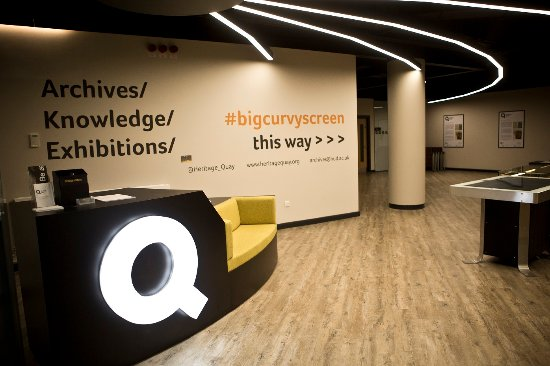 Archives/
Knowledge/
Exhibitions/
#bigcurvyscreen
this way > > >
@Heritage_Quay
www.heritagequay.org
archives@hud.ac.uk
Q